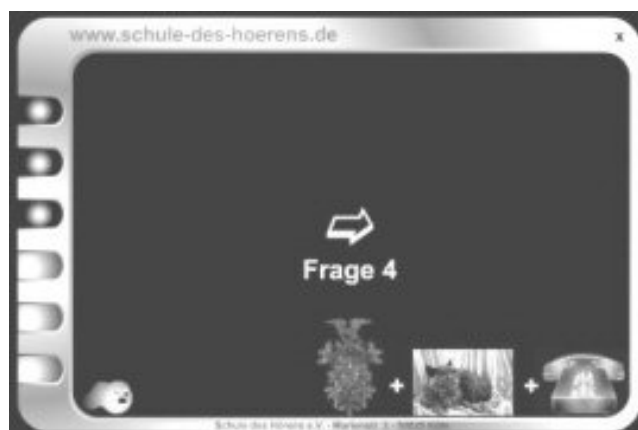 www.schule-des-hoerens.de
x
Frage 4
+ +
Schule des Hörens e.V. -